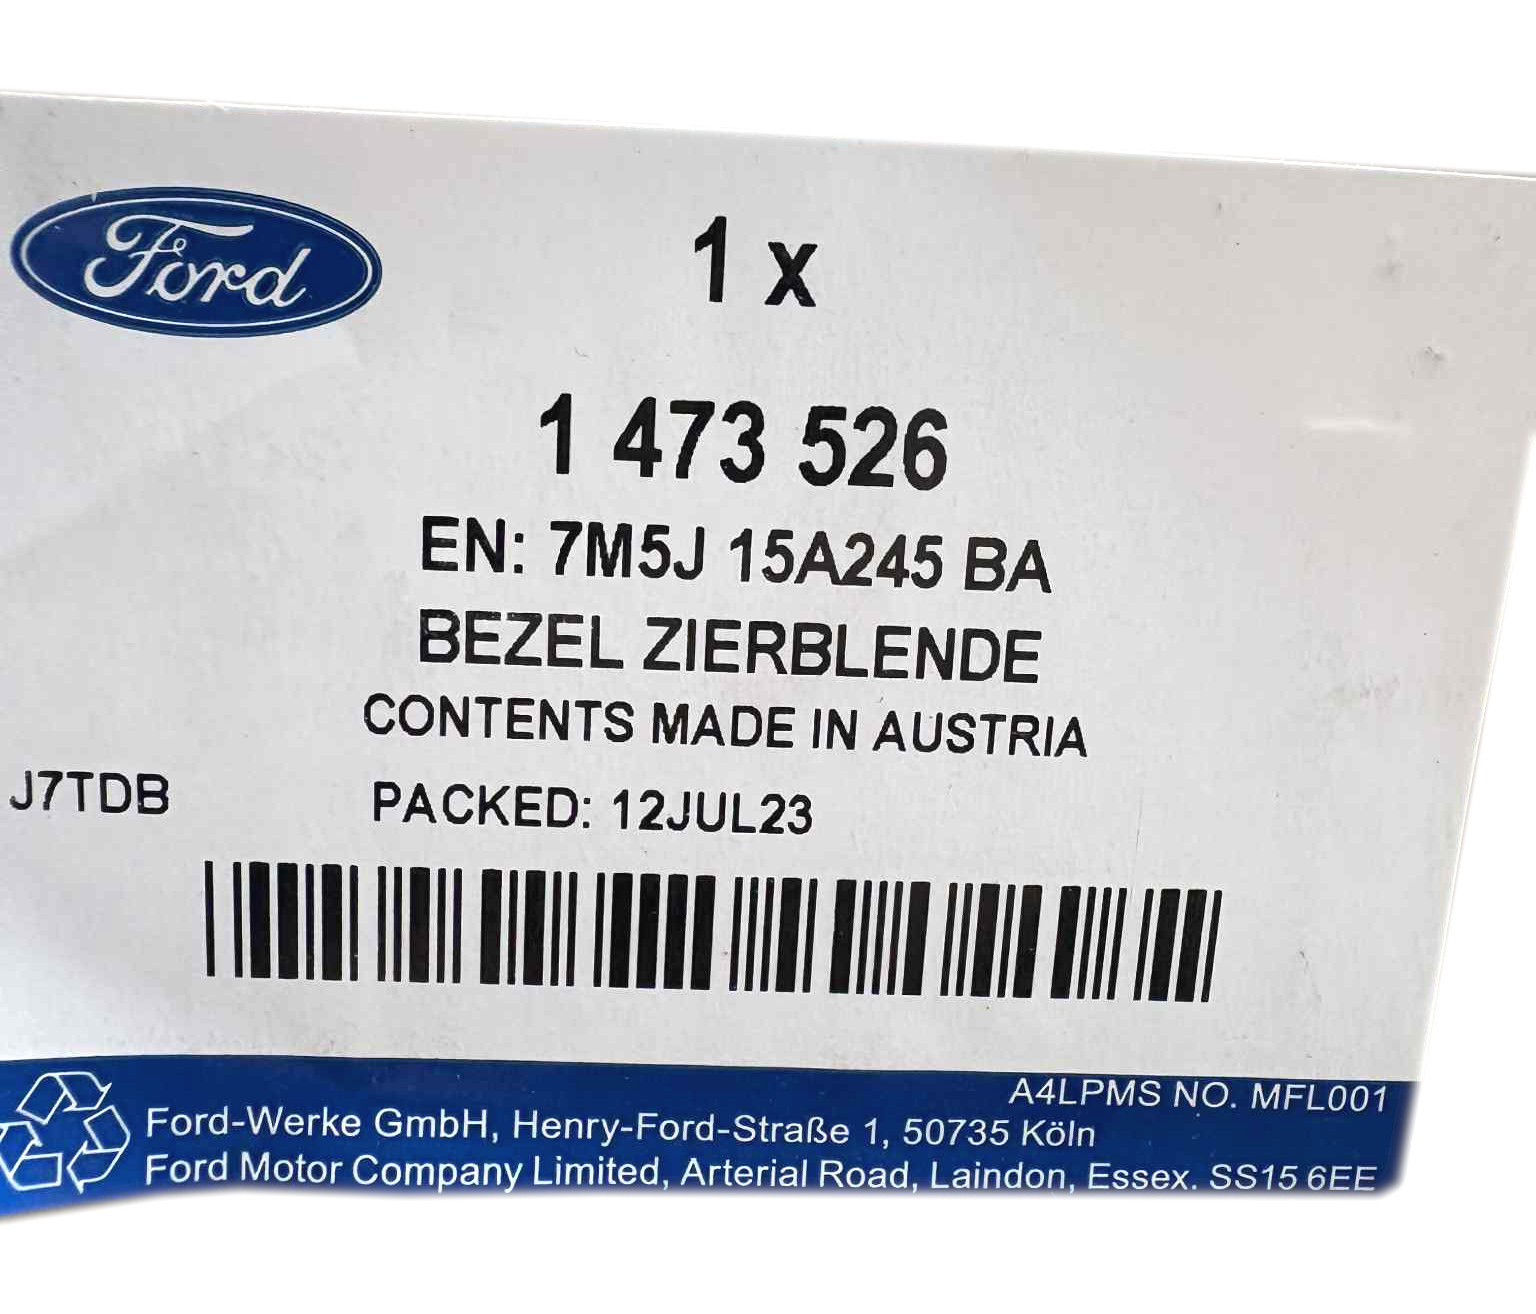 Ford
1 x
1 473 526
EN: 7M5J 15A245 BA
BEZEL ZIERBLENDE
CONTENTS MADE IN AUSTRIA
J7TDB PACKED: 12JUL23
A4LPMS NO. MFL001
Ford-Werke GmbH, Henry-Ford-Straße 1, 50735 Köln
Ford Motor Company Limited, Arterial Road, Laindon, Essex. SS15 6EE